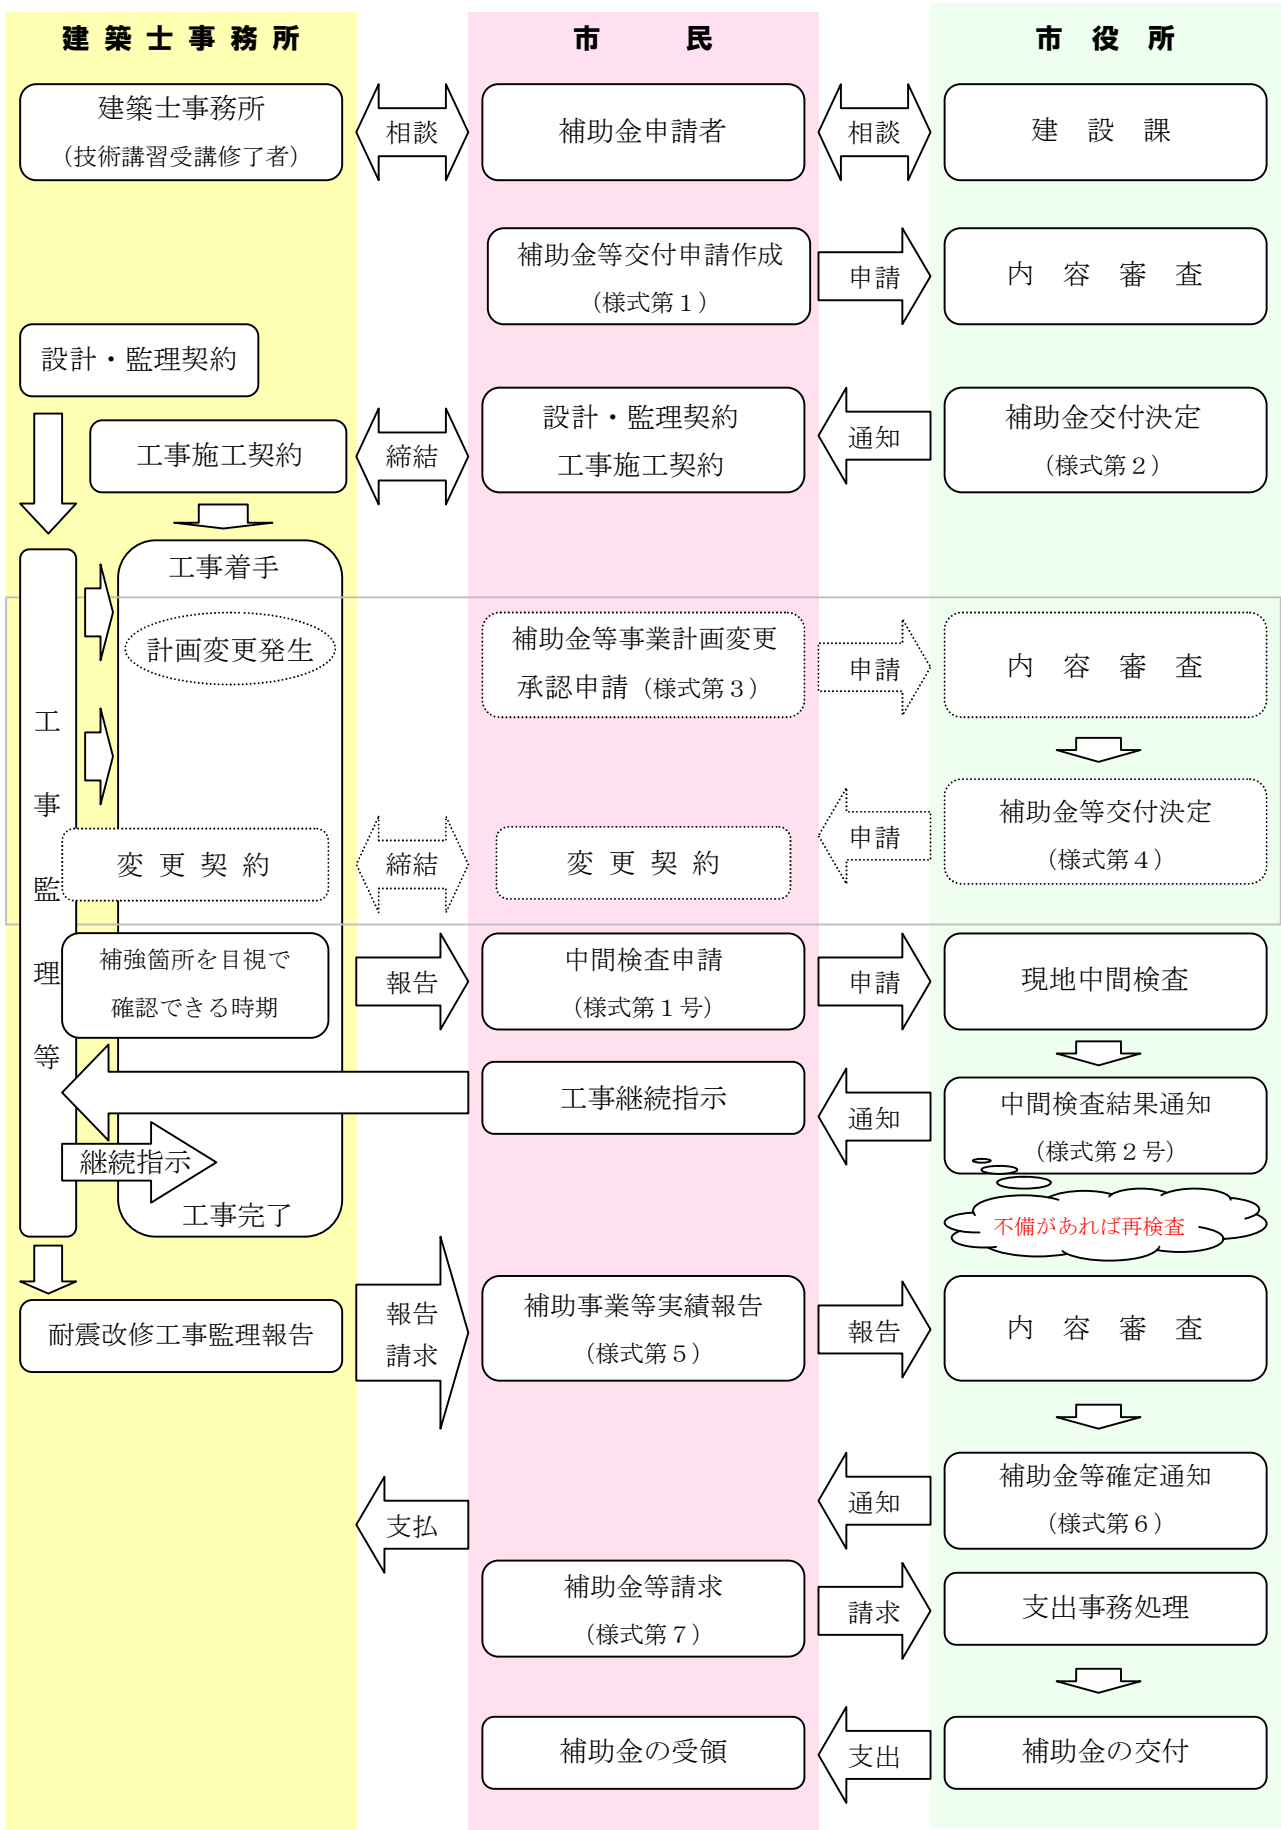 建築士事務所
市　　民
市　役　所
建築士事務所
（技術講習受講修了者）
相談
補助金申請者
相談
建　設　課
補助金等交付申請作成
（様式第１）
申請
内　容　審　査
設計・監理契約
工事施工契約
締結
設計・監理契約
工事施工契約
通知
補助金交付決定
（様式第２）
工事着手
計画変更発生
補助金等事業計画変更
承認申請（様式第３）
申請
内　容　審　査
工事監理等
補助金等交付決定
（様式第４）
申請
変 更 契 約
締結
変 更 契 約
補強箇所を目視で
確認できる時期
報告
中間検査申請
（様式第１号）
申請
現地中間検査
工事継続指示
通知
中間検査結果通知
（様式第２号）
継続指示
工事完了
不備があれば再検査
耐震改修工事監理報告
報告
請求
補助事業等実績報告
（様式第５）
報告
内　容　審　査
支払
通知
補助金等確定通知
（様式第６）
補助金等請求
（様式第７）
請求
支出事務処理
補助金の受領
支出
補助金の交付